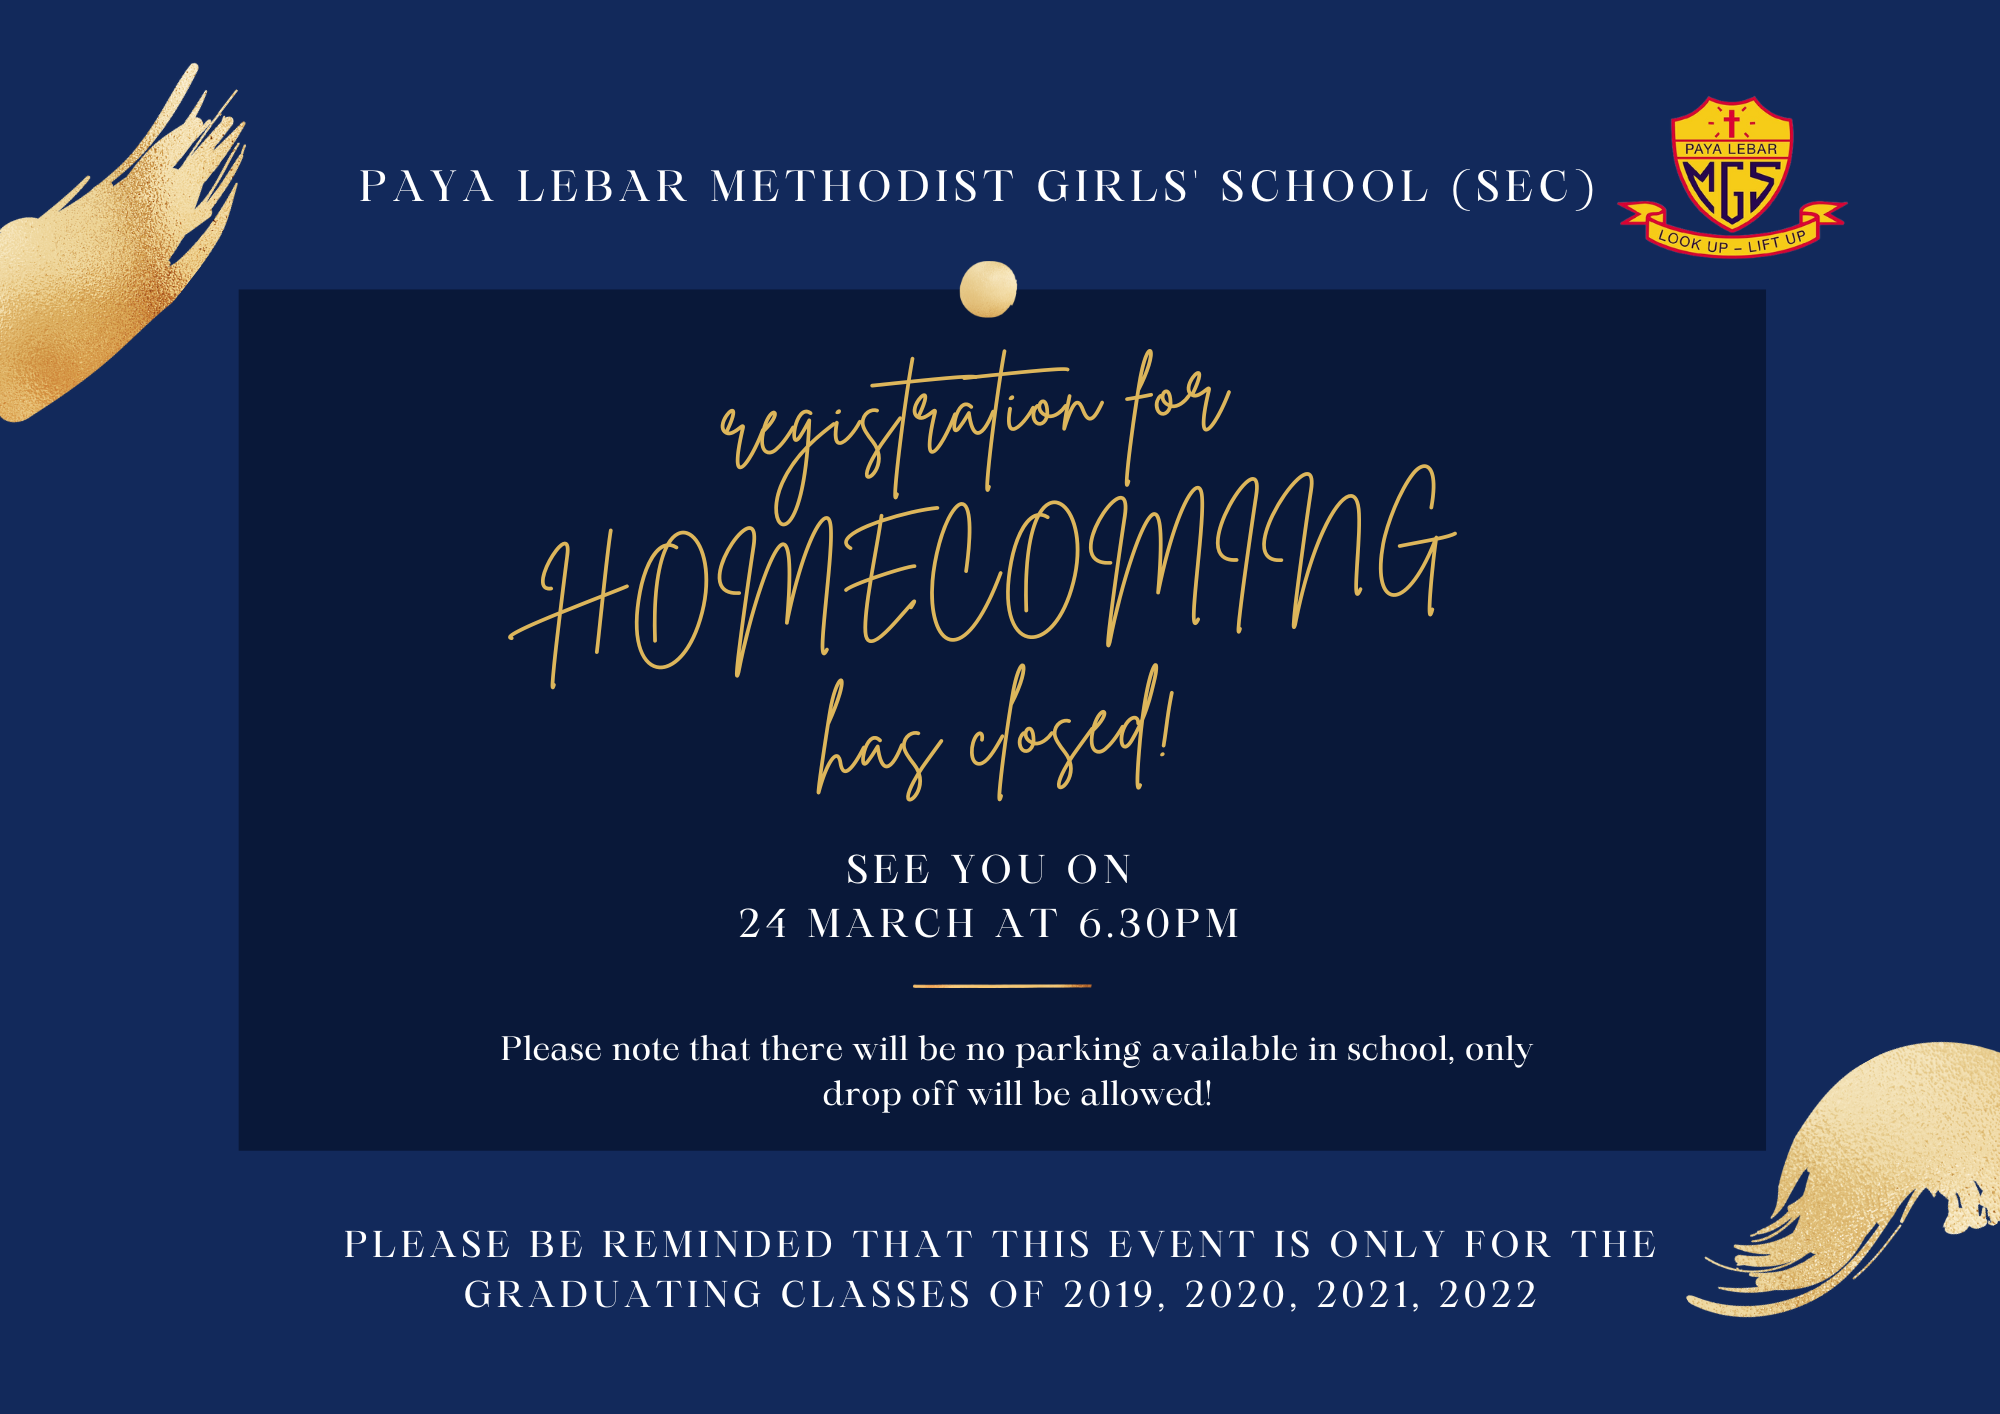 PAYA LEBAR METHODIST GIRLS' SCHOOL (SEC)
PAYA LEBAR
MGS
LOOK UP – LIFT UP
registration for
HOMECOMING
has closed!
SEE YOU ON
24 MARCH AT 6.30PM
Please note that there will be no parking available in school, only
drop off will be allowed!
PLEASE BE REMINDED THAT THIS EVENT IS ONLY FOR THE
GRADUATING CLASSES OF 2019, 2020, 2021, 2022